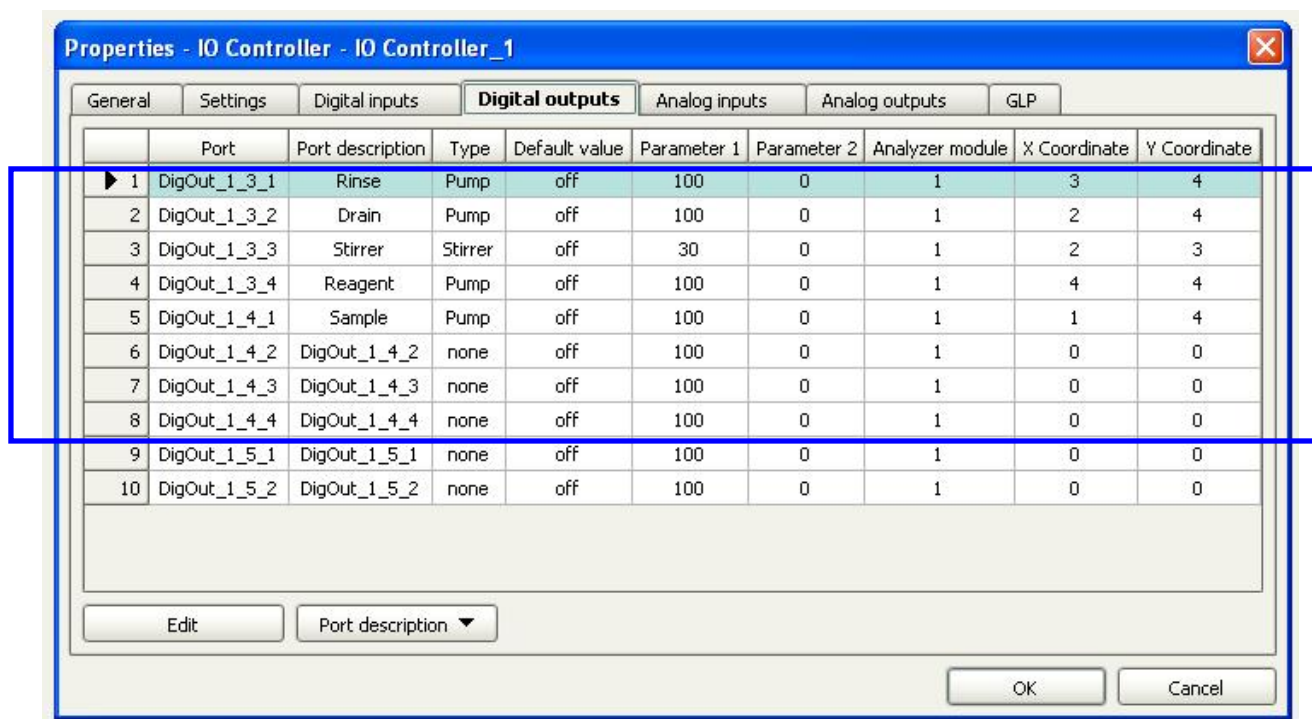 Properties - IO Controller - IO Controller_1
General Settings Digital inputs Digital outputs Analog inputs Analog outputs GLP
Port Port description Type Default value Parameter 1 Parameter 2 Analyzer module X Coordinate Y Coordinate
1 DigOut_1_3_1 Rinse Pump off 100 0 1 3 4
2 DigOut_1_3_2 Drain Pump off 100 0 1 2 4
3 DigOut_1_3_3 Stirrer Stirrer off 30 0 1 2 3
4 DigOut_1_3_4 Reagent Pump off 100 0 1 4 4
5 DigOut_1_4_1 Sample Pump off 100 0 1 1 4
6 DigOut_1_4_2 DigOut_1_4_2 none off 100 0 1 0 0
7 DigOut_1_4_3 DigOut_1_4_3 none off 100 0 1 0 0
8 DigOut_1_4_4 DigOut_1_4_4 none off 100 0 1 0 0
9 DigOut_1_5_1 DigOut_1_5_1 none off 100 0 1 0 0
10 DigOut_1_5_2 DigOut_1_5_2 none off 100 0 1 0 0
Edit Port description
OK Cancel